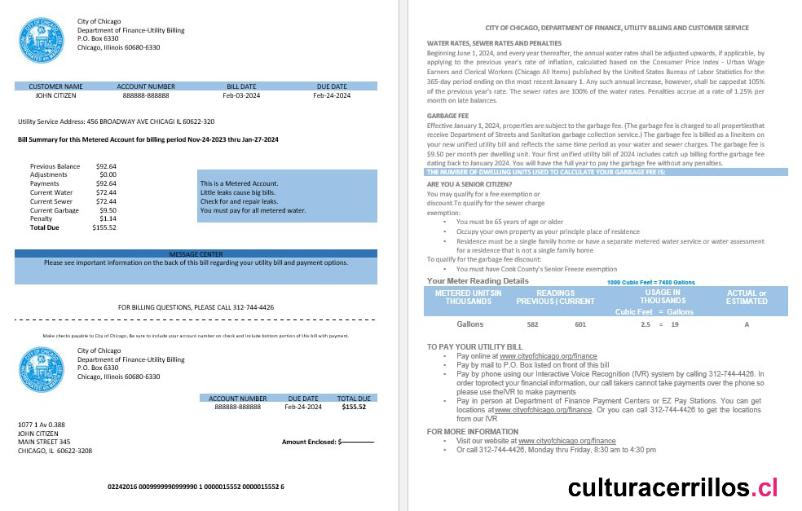 City of Chicago
Department of Finance-Utility Billing
P.O. Box 6330
Chicago, Illinois 60680-6330
CUSTOMER NAME ACCOUNT NUMBER BILL DATE DUE DATE
JOHN CITIZEN 888888-888888 Feb-03-2024 Feb-24-2024
Utility Service Address: 456 BROADWAY AVE CHICAGI IL 60622-320
Bill Summary for this Metered Account for billing period Nov-24-2023 thru Jan-27-2024
Previous Balance $92.64
Adjustments $0.00
Payments $92.64
Current Water $72.44
Current Sewer $72.44
Current Garbage $9.50
Penalty $1.14
Total Due $155.52
This is a Metered Account.
Little leaks cause big bills.
Check for and repair leaks.
You must pay for all metered water.
MESSAGE CENTER
Please see important information on the back of this bill regarding your utility bill and payment options.
FOR BILLING QUESTIONS, PLEASE CALL 312-744-4426
Make checks payable to City of Chicago, Be sure to include your account number on check and include bottom portion of this bill with payment.
City of Chicago
Department of Finance-Utility Billing
P.O. Box 6330
Chicago, Illinois 60680-6330
ACCOUNT NUMBER DUE DATE TOTAL DUE
888888-888888 Feb-24-2024 $155.52
1077 1 Av 0.388
JOHN CITIZEN
MAIN STREET 345
CHICAGO, IL 60622-3208
Amount Enclosed: $
CITY OF CHICAGO, DEPARTMENT OF FINANCE, UTILITY BILLING AND CUSTOMER SERVICE
WATER RATES, SEWER RATES AND PENALTIES
Beginning June 1, 2024, and every year thereafter, the annual water rates shall be adjusted upwards, if applicable, by
applying to the previous year's rate of inflation, calculated based on the Consumer Price Index - Urban Wage
Earners and Clerical Workers (Chicago All Items) published by the United States Bureau of Labor Statistics for the
365-day period ending on the most recent January 1. Any such annual increase, however, shall be capped at 105%
of the previous year's rate. The sewer rates are 100% of the water rates. Penalties accrue at a rate of 1.25% per
month on late balances.
GARBAGE FEE
Effective January 1, 2024, properties are subject to the garbage fee. (The garbage fee is charged to all properties that
receive Department of Streets and Sanitation garbage collection service.) The garbage fee is billed as a line item on
your new unified utility bill and reflects the same time period as your water and sewer charges. The garbage fee is
$9.50 per month per dwelling unit. Your first unified utility bill of 2024 includes catch up billing for the garbage fee
dating back to January 2024. You will have the full year to pay the garbage fee without any penalties.
THE NUMBER OF DWELLING UNITS USED TO CALCULATE YOUR GARBAGE FEE IS:
ARE YOU A SENIOR CITIZEN?
You may qualify for a fee exemption or
discount.To qualify for the sewer charge
exemption:
• You must be 65 years of age or older
• Occupy your own property as your principle place of residence
• Residence must be a single family home or have a separate metered water service or water assessment
for a residence that is not a single family home
To qualify for the garbage fee discount:
• You must have Cook County's Senior Freeze exemption
Your Meter Reading Details 1000 Cubic Feet = 7400 Gallons
METERED UNITS IN THOUSANDS READINGS PREVIOUS | CURRENT USAGE IN THOUSANDS ACTUAL or ESTIMATED
Cubic Feet = Gallons
Gallons 582 601 2.5 = 19 A
TO PAY YOUR UTILITY BILL
• Pay online at www.cityofchicago.org/finance
• Pay by mail to P.O. Box listed on front of this bill
• Pay by phone using our Interactive Voice Recognition (IVR) system by calling 312-744-4426. In
order to protect your financial information, our call takers cannot take payments over the phone so
please use the IVR to make payments
• Pay in person at Department of Finance Payment Centers or EZ Pay Stations. You can get
locations at www.cityofchicago.org/finance. Or you can call 312-744-4426 to get the locations
from our IVR
FOR MORE INFORMATION
• Visit our website at www.cityofchicago.org/finance
• Or call 312-744-4426, Monday thru Friday, 8:30 am to 4:30 pm
culturacerrillos.cl